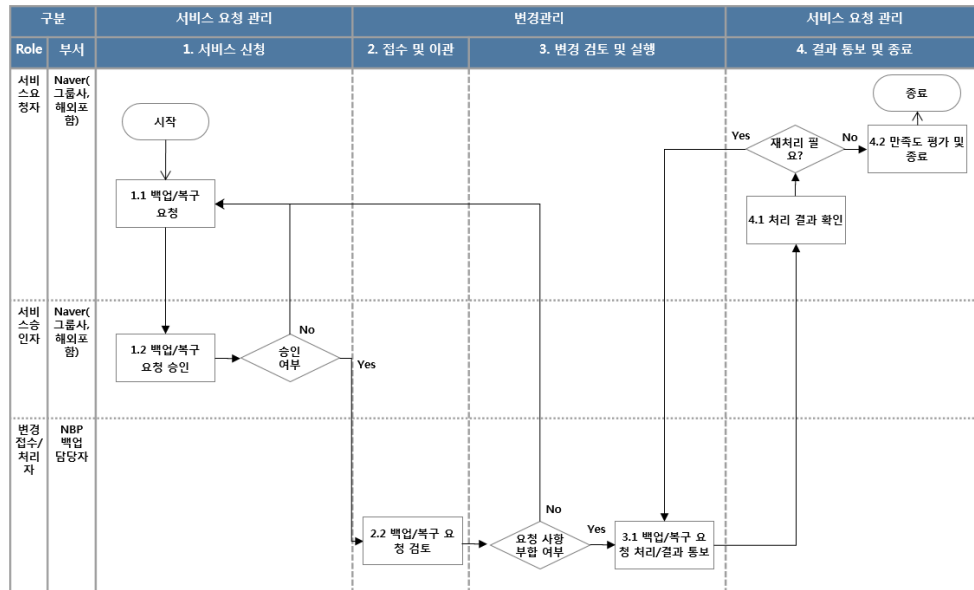 구분
서비스 요청 관리
변경관리
서비스 요청 관리
Role
부서
1. 서비스 신청
2. 접수 및 이관
3. 변경 검토 및 실행
4. 결과 통보 및 종료
서비
스요
청자
Naver(
그룹사,
해외포
함)
시작
1.1 백업/복구
요청
종료
Yes
재처리 필
요?
No
4.2 만족도 평가 및
종료
4.1 처리 결과 확인
서비
스승
인자
Naver(
그룹사,
해외포
함)
1.2 백업/복구
요청 승인
No
승인
여부
Yes
변경
접수/
처리
자
NBP
백업
담당자
2.2 백업/복구 요
청 검토
No
요청 사항
부합 여부
Yes
3.1 백업/복구 요
청 처리/결과 통보